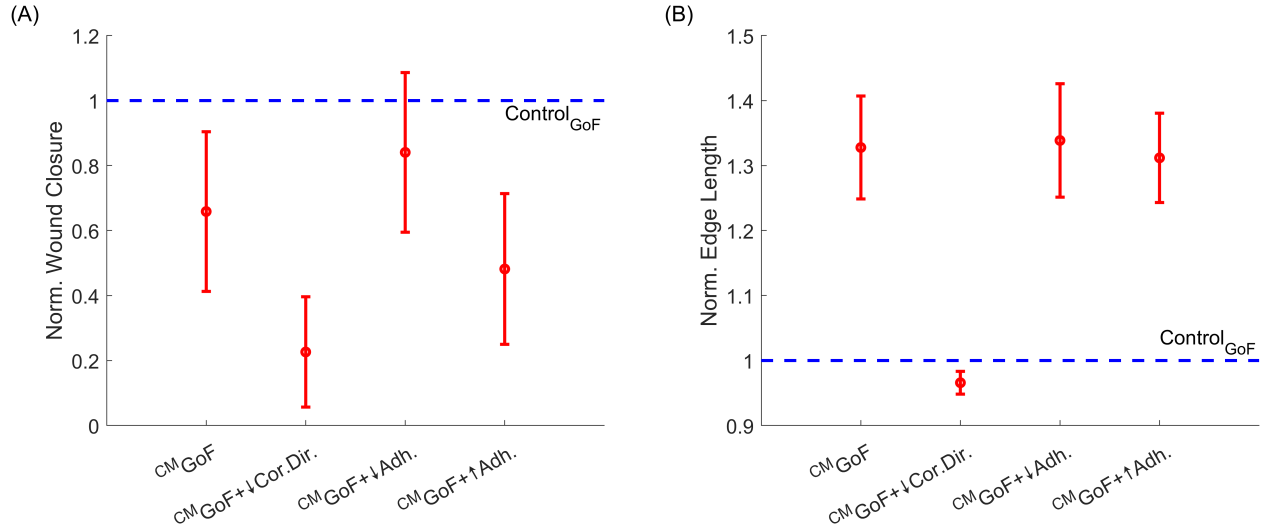 (A)
Norm. Wound Closure
1.2
1
0.8
0.6
0.4
0.2
0
Control_GoF
CMGoF
CMGoF+↓Cor.Dir.
CMGoF+↓Adh.
CMGoF+↑Adh.
(B)
Norm. Edge Length
1.5
1.4
1.3
1.2
1.1
1
0.9
Control_GoF
CMGoF
CMGoF+↓Cor.Dir.
CMGoF+↓Adh.
CMGoF+↑Adh.